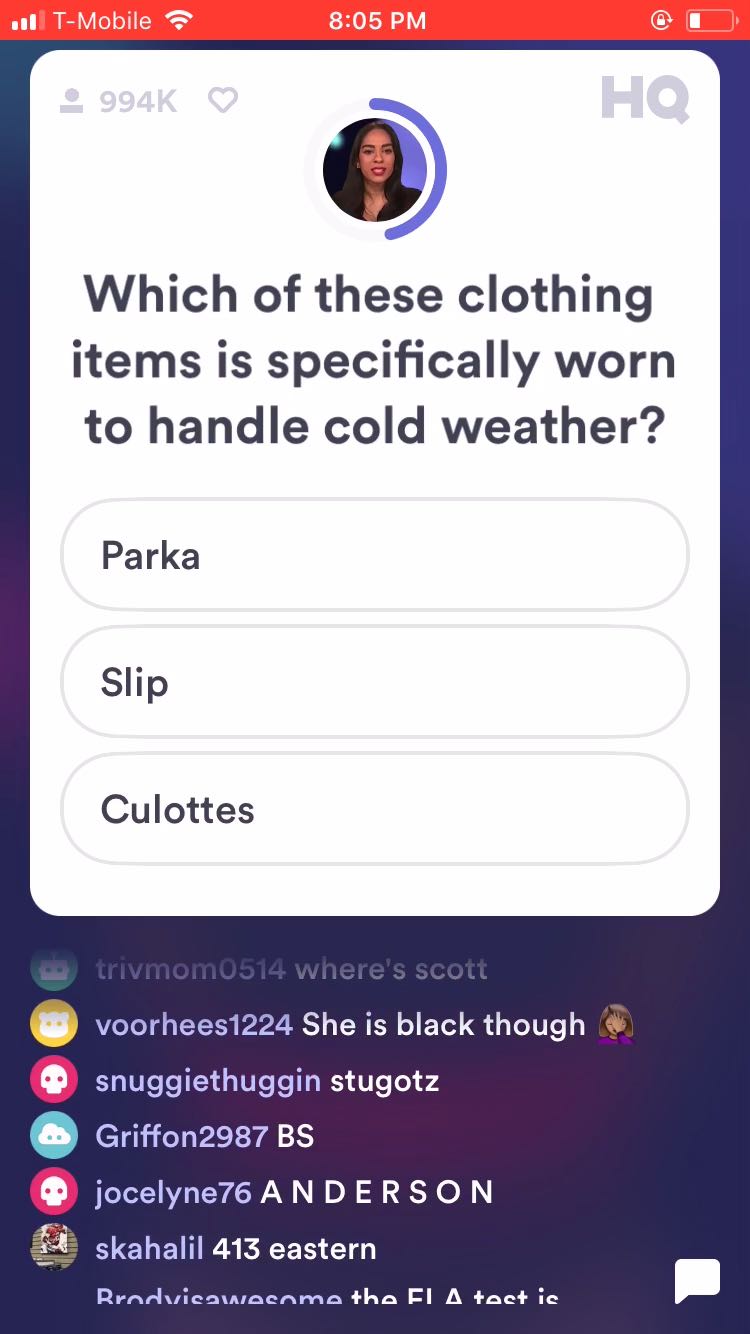 T-Mobile 8:05 PM
994K HQ
Which of these clothing
items is specifically worn
to handle cold weather?
Parka
Slip
Culottes
trivmom0514 where's scott
voorhees1224 She is black though 🤦🏽‍♀️
snuggiethuggin stugotz
Griffon2987 BS
jocelyne76 A N D E R S O N
skahalil 413 eastern
Brodyisawesome the ELA test is